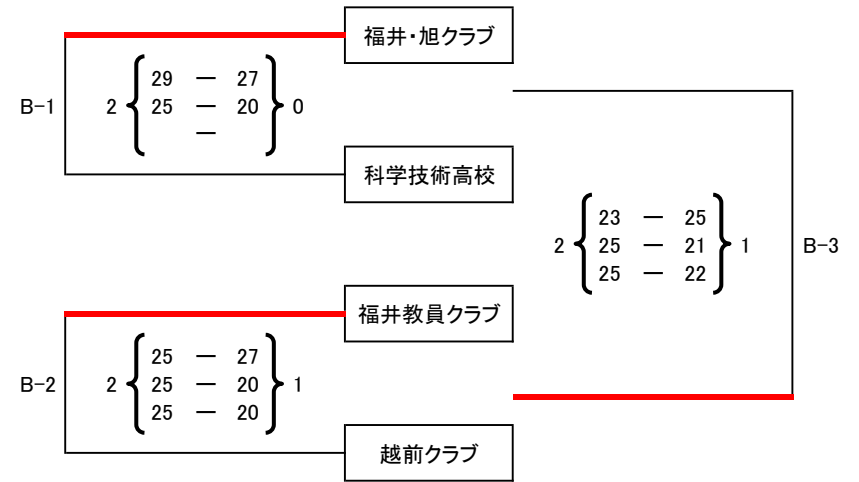 福井・旭クラブ
29 － 27
B-1 2 { 25 － 20 } 0
－
科学技術高校
23 － 25
2 { 25 － 21 } 1 B-3
25 － 22
福井教員クラブ
25 － 27
B-2 2 { 25 － 20 } 1
25 － 20
越前クラブ